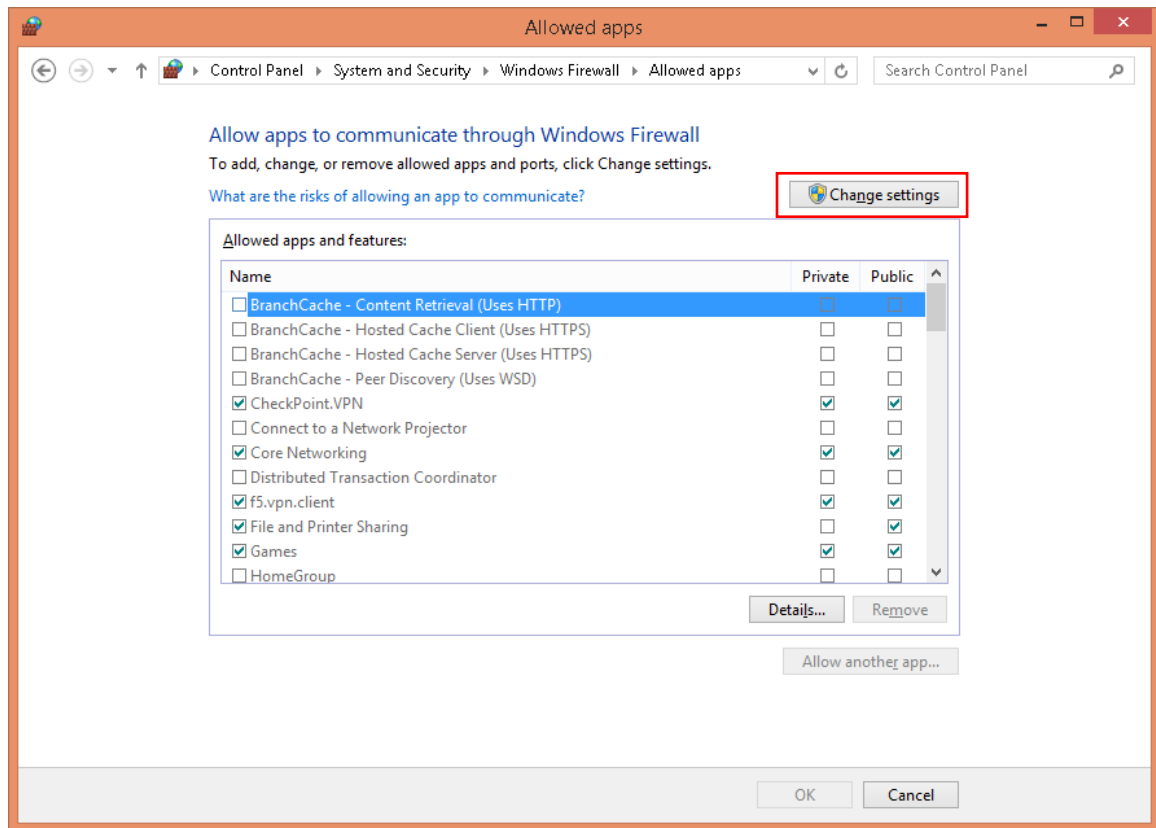 Allowed apps
Control Panel System and Security Windows Firewall Allowed apps Search Control Panel
Allow apps to communicate through Windows Firewall
To add, change, or remove allowed apps and ports, click Change settings.
What are the risks of allowing an app to communicate? Change settings
Allowed apps and features:
Name Private Public
BranchCache - Content Retrieval (Uses HTTP)
BranchCache - Hosted Cache Client (Uses HTTPS)
BranchCache - Hosted Cache Server (Uses HTTPS)
BranchCache - Peer Discovery (Uses WSD)
CheckPoint.VPN
Connect to a Network Projector
Core Networking
Distributed Transaction Coordinator
f5.vpn.client
File and Printer Sharing
Games
HomeGroup
Details... Remove
Allow another app...
OK Cancel